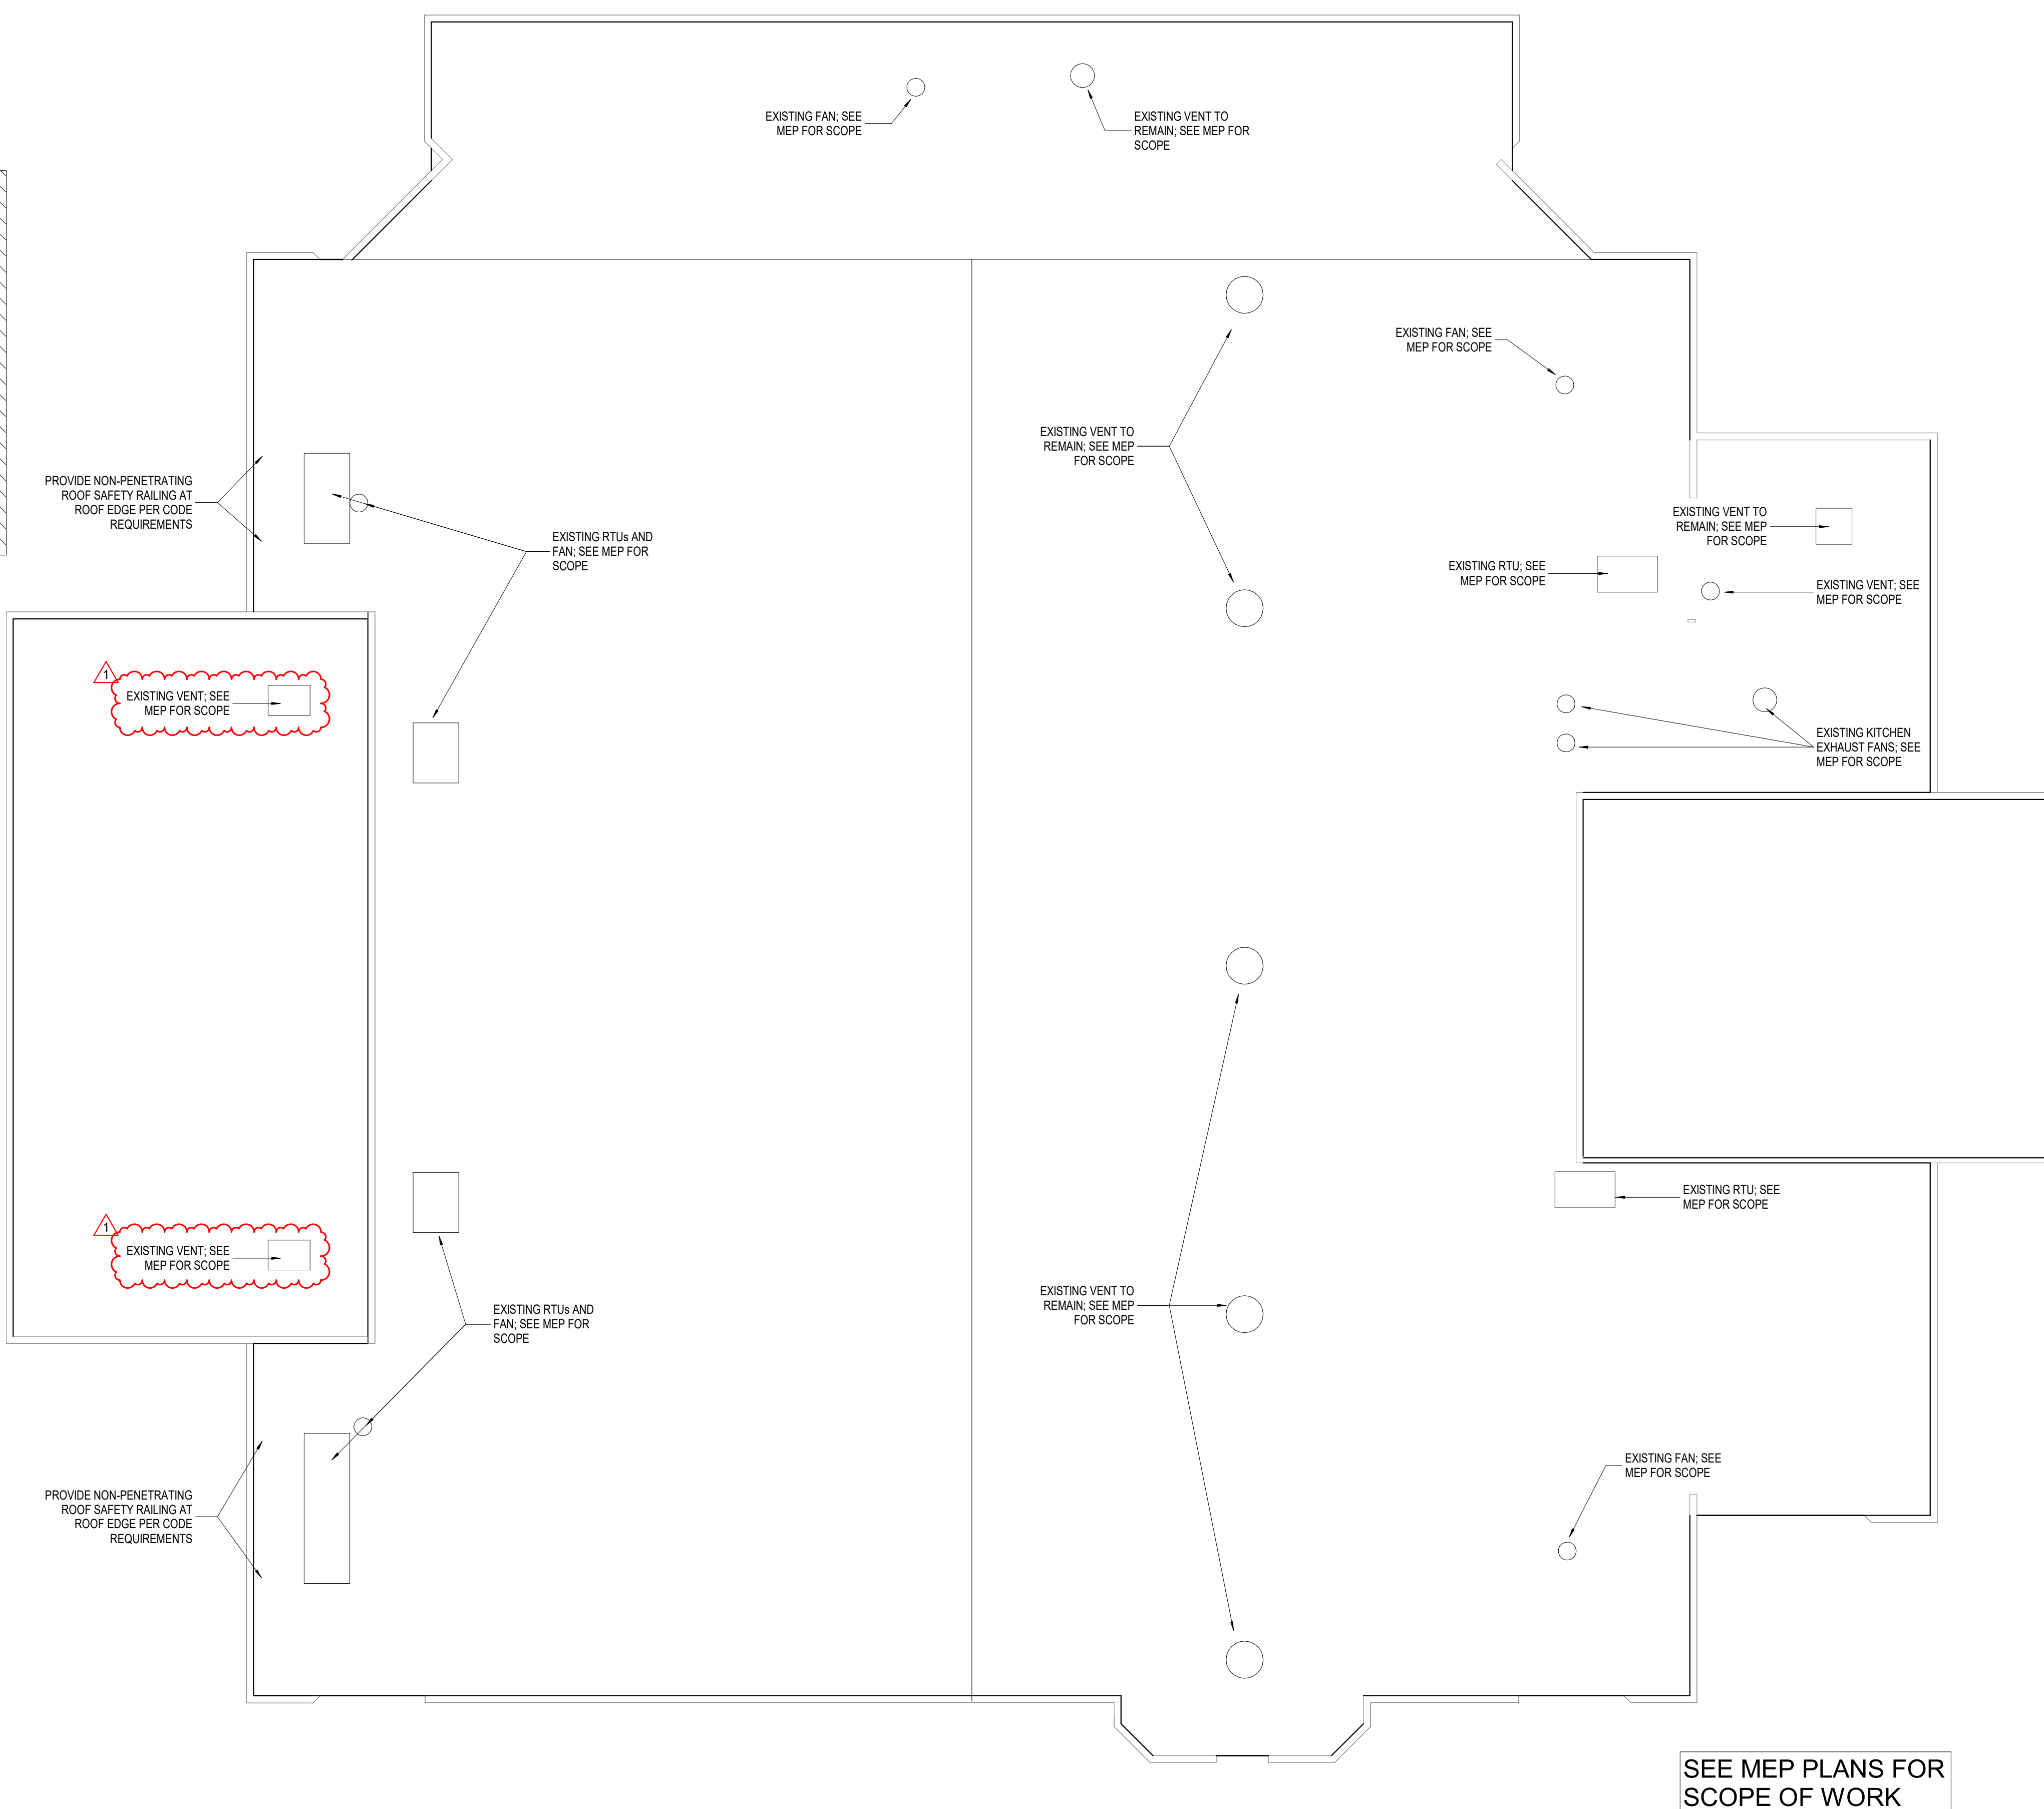 EXISTING FAN; SEE
MEP FOR SCOPE
EXISTING VENT TO
REMAIN; SEE MEP FOR
SCOPE
EXISTING FAN; SEE
MEP FOR SCOPE
EXISTING VENT TO
REMAIN; SEE MEP
FOR SCOPE
PROVIDE NON-PENETRATING
ROOF SAFETY RAILING AT
ROOF EDGE PER CODE
REQUIREMENTS
EXISTING RTUs AND
FAN; SEE MEP FOR
SCOPE
EXISTING VENT TO
REMAIN; SEE MEP
FOR SCOPE
EXISTING RTU; SEE
MEP FOR SCOPE
EXISTING VENT; SEE
MEP FOR SCOPE
1
EXISTING VENT; SEE
MEP FOR SCOPE
EXISTING KITCHEN
EXHAUST FANS; SEE
MEP FOR SCOPE
EXISTING RTU; SEE
MEP FOR SCOPE
1
EXISTING VENT; SEE
MEP FOR SCOPE
EXISTING RTUs AND
FAN; SEE MEP FOR
SCOPE
EXISTING VENT TO
REMAIN; SEE MEP
FOR SCOPE
EXISTING FAN; SEE
MEP FOR SCOPE
PROVIDE NON-PENETRATING
ROOF SAFETY RAILING AT
ROOF EDGE PER CODE
REQUIREMENTS
SEE MEP PLANS FOR
SCOPE OF WORK